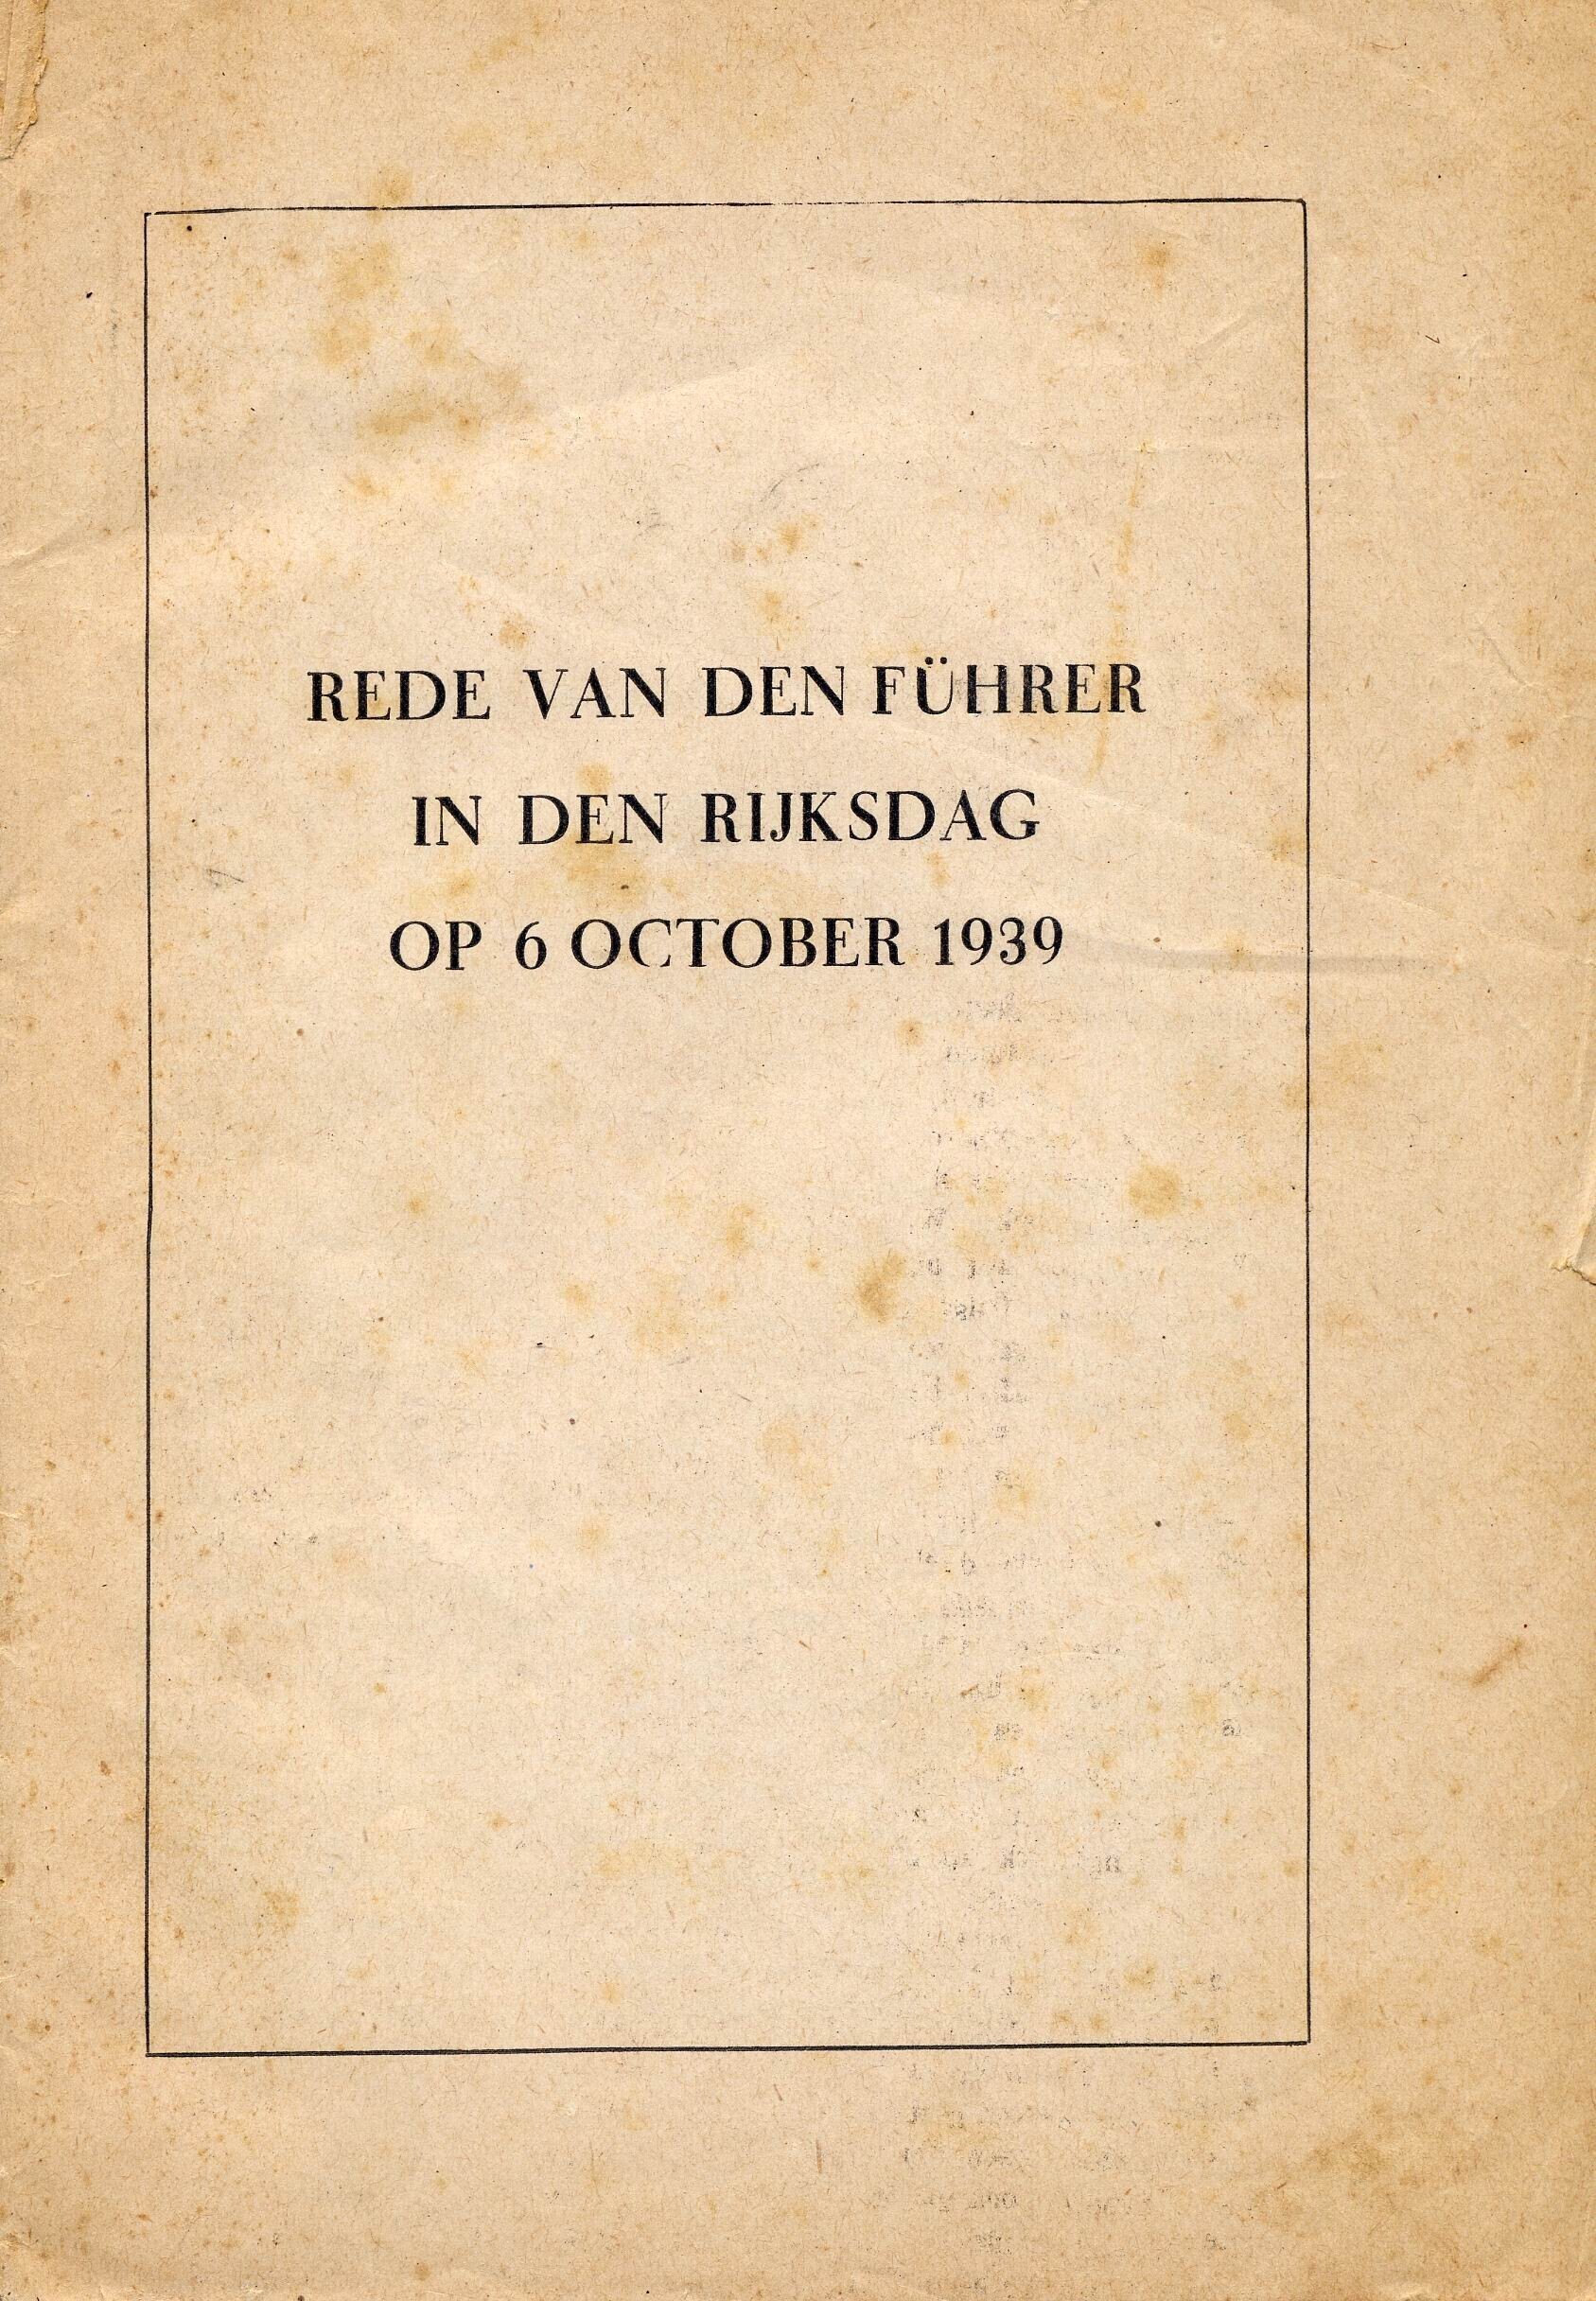 REDE VAN DEN FÜHRER
IN DEN RIJKSDAG
OP 6 OCTOBER 1939